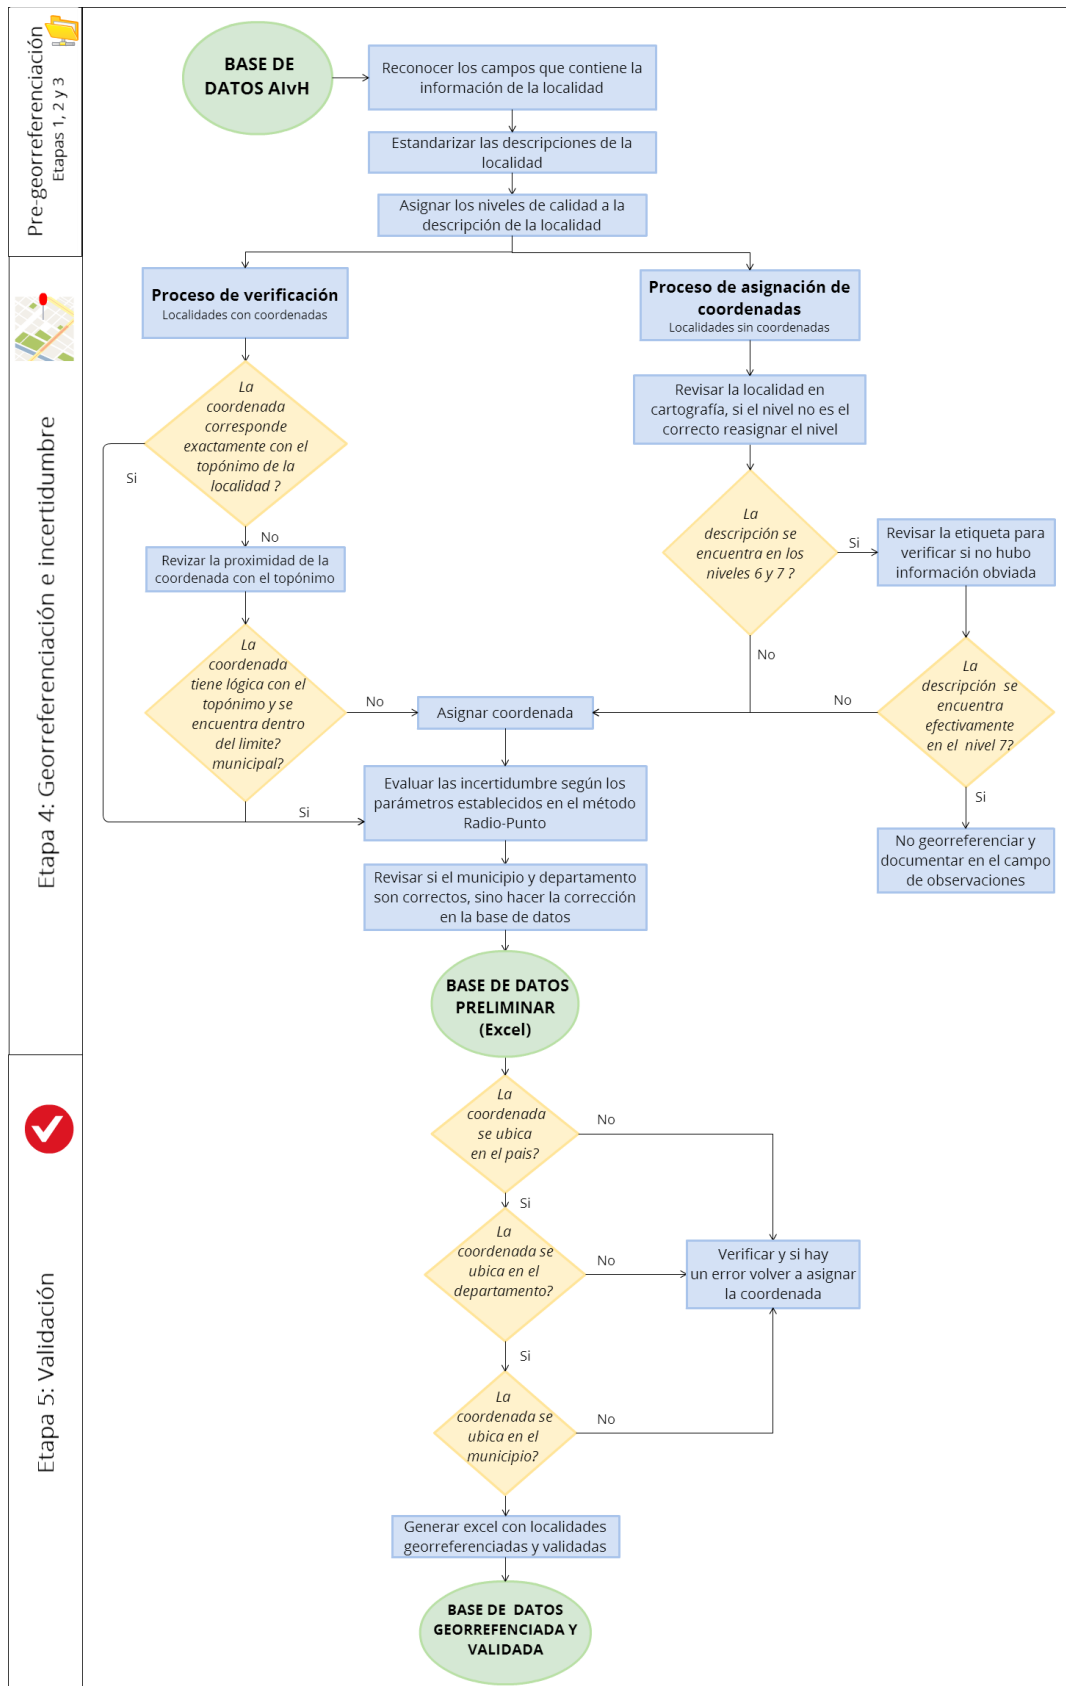 Pre-georreferenciación
Etapas 1, 2 y 3
BASE DE
DATOS AIvH
Reconocer los campos que contiene la
información de la localidad
Estandarizar las descripciones de la
localidad
Asignar los niveles de calidad a la
descripción de la localidad
Etapa 4: Georreferenciación e incertidumbre
Proceso de verificación
Localidades con coordenadas
Proceso de asignación de
coordenadas
Localidades sin coordenadas
La
coordenada
corresponde
exactamente con el
topónimo de la
localidad ?
Si
No
Revizar la proximidad de la
coordenada con el topónimo
La
coordenada
tiene lógica con el
topónimo y se
encuentra dentro
del limite?
municipal?
No
Si
Revisar la localidad en
cartografía, si el nivel no es el
correcto reasignar el nivel
La
descripción se
encuentra en los
niveles 6 y 7 ?
Si
No
Revisar la etiqueta para
verificar si no hubo
información obviada
La
descripción se
encuentra
efectivamente
en el nivel 7?
No
Si
No georreferenciar y
documentar en el campo
de observaciones
Asignar coordenada
Evaluar las incertidumbre según los
parámetros establecidos en el método
Radio-Punto
Revisar si el municipio y departamento
son correctos, sino hacer la corrección
en la base de datos
BASE DE DATOS
PRELIMINAR
(Excel)
Etapa 5: Validación
La
coordenada
se ubica
en el pais?
No
Si
La
coordenada se
ubica en el
departamento?
No
Si
Verificar y si hay
un error volver a asignar
la coordenada
La
coordenada se
ubica en el
municipio?
No
Generar excel con localidades
georreferenciadas y validadas
BASE DE DATOS
GEORREFENCIADA Y
VALIDADA